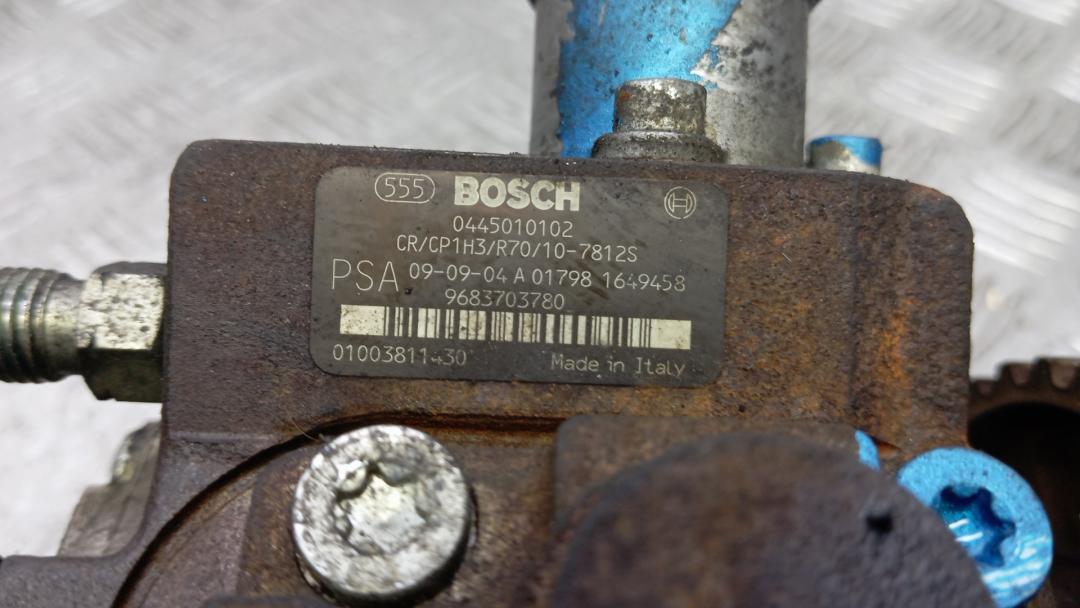 555 BOSCH
0445010102
CR/CP1H3/R70/10-7812S
PSA 09-09-04 A 01798 1649458
9683703780
01003811430 Made in Italy